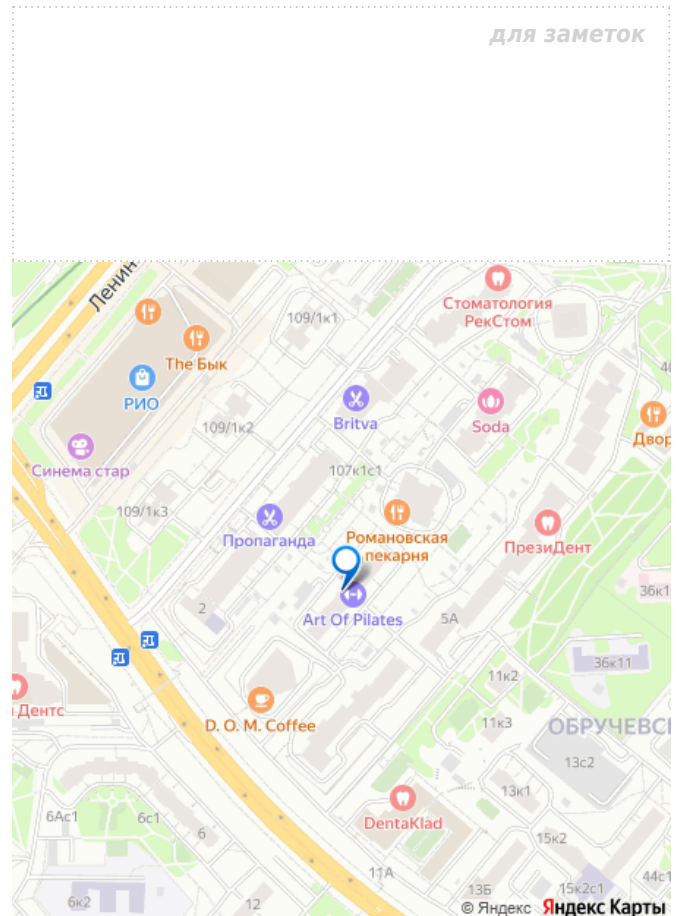 для заметок
Ленин
Стоматология
РекСтом
109/1к1
The Бык
РИО
Britva
Soda
Двор
109/1к2
Синема стар
107к1с1
109/1к3
Пропаганда
Романовская
пекарня
ПрезиДент
36к1
2
Art Of Pilates
5А
36к11
11к2
Дентс
D. O. M. Coffee
11к3
ОБРУЧЕВС
13с2
6Ас1
6с1
6
DentaKlad
13к1
15к2
11А
44с1
6к2
12
13Б
15к2с1
© Яндекс Яндекс Карты